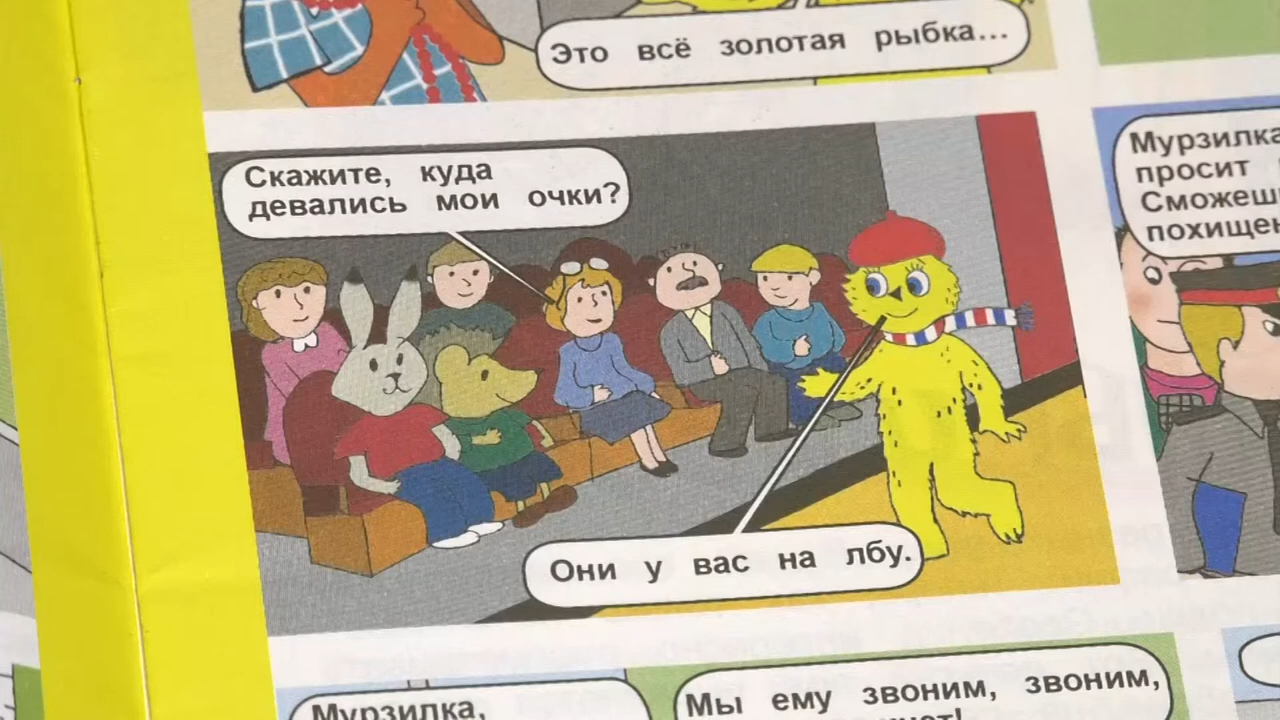 Это всё золотая рыбка...
Скажите, куда
девались мои очки?
Они у вас на лбу.
Мурзилка
просит
Сможеш
похищен
Мурзилка,
Мы ему звоним, звоним,